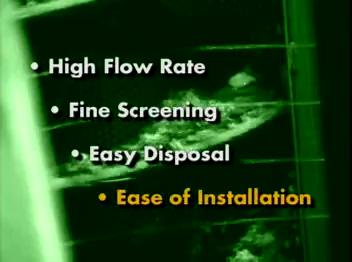 • High Flow Rate
• Fine Screening
• Easy Disposal
• Ease of Installation